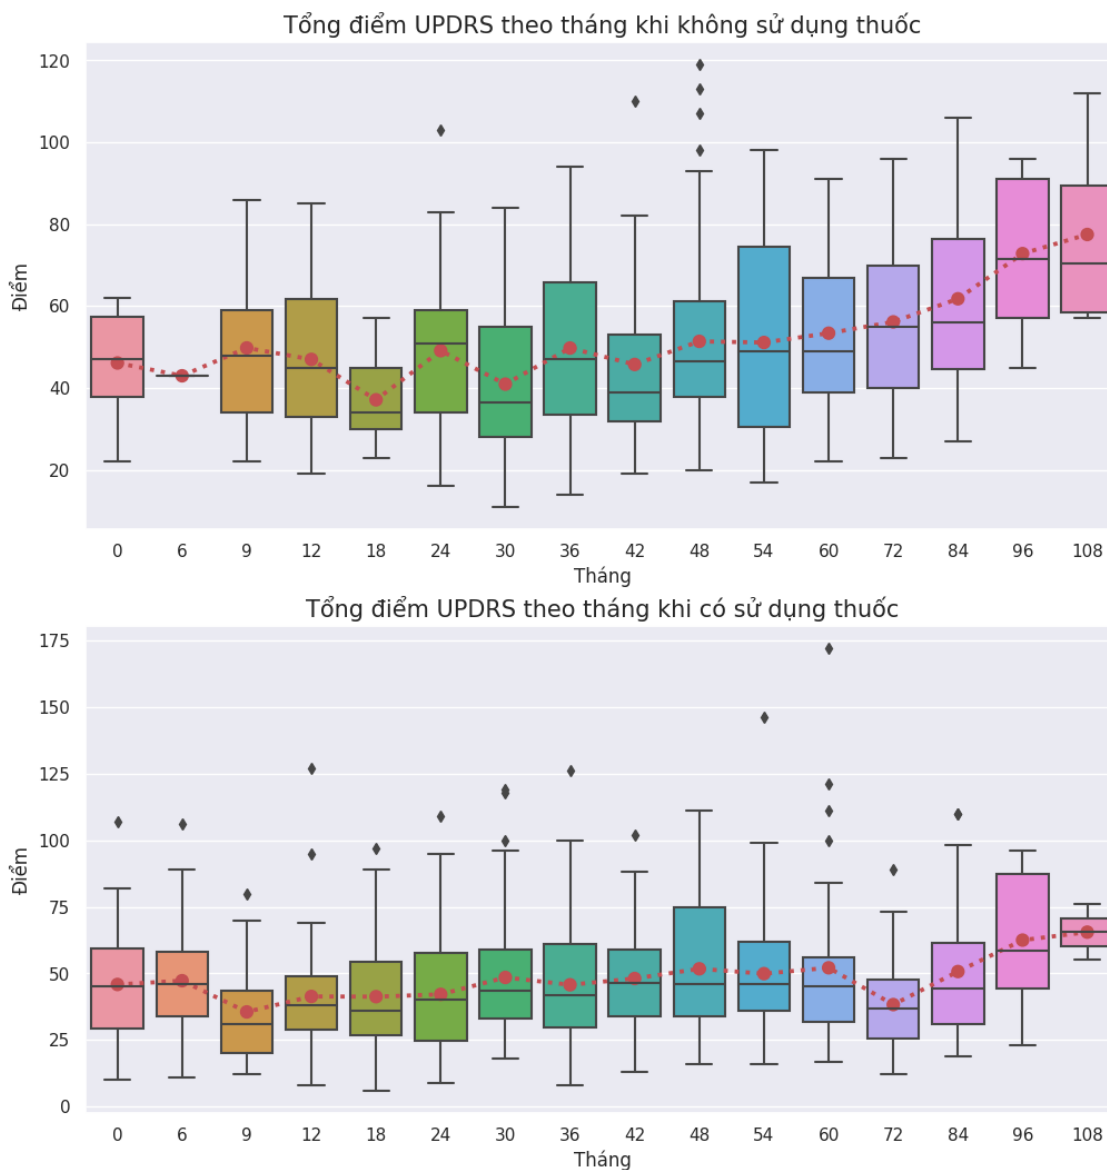 Tổng điểm UPDRS theo tháng khi không sử dụng thuốc
120
100
80
60
40
20
Điểm
0 6 9 12 18 24 30 36 42 48 54 60 72 84 96 108
Tháng
Tổng điểm UPDRS theo tháng khi có sử dụng thuốc
175
150
125
100
75
50
25
0
Điểm
0 6 9 12 18 24 30 36 42 48 54 60 72 84 96 108
Tháng